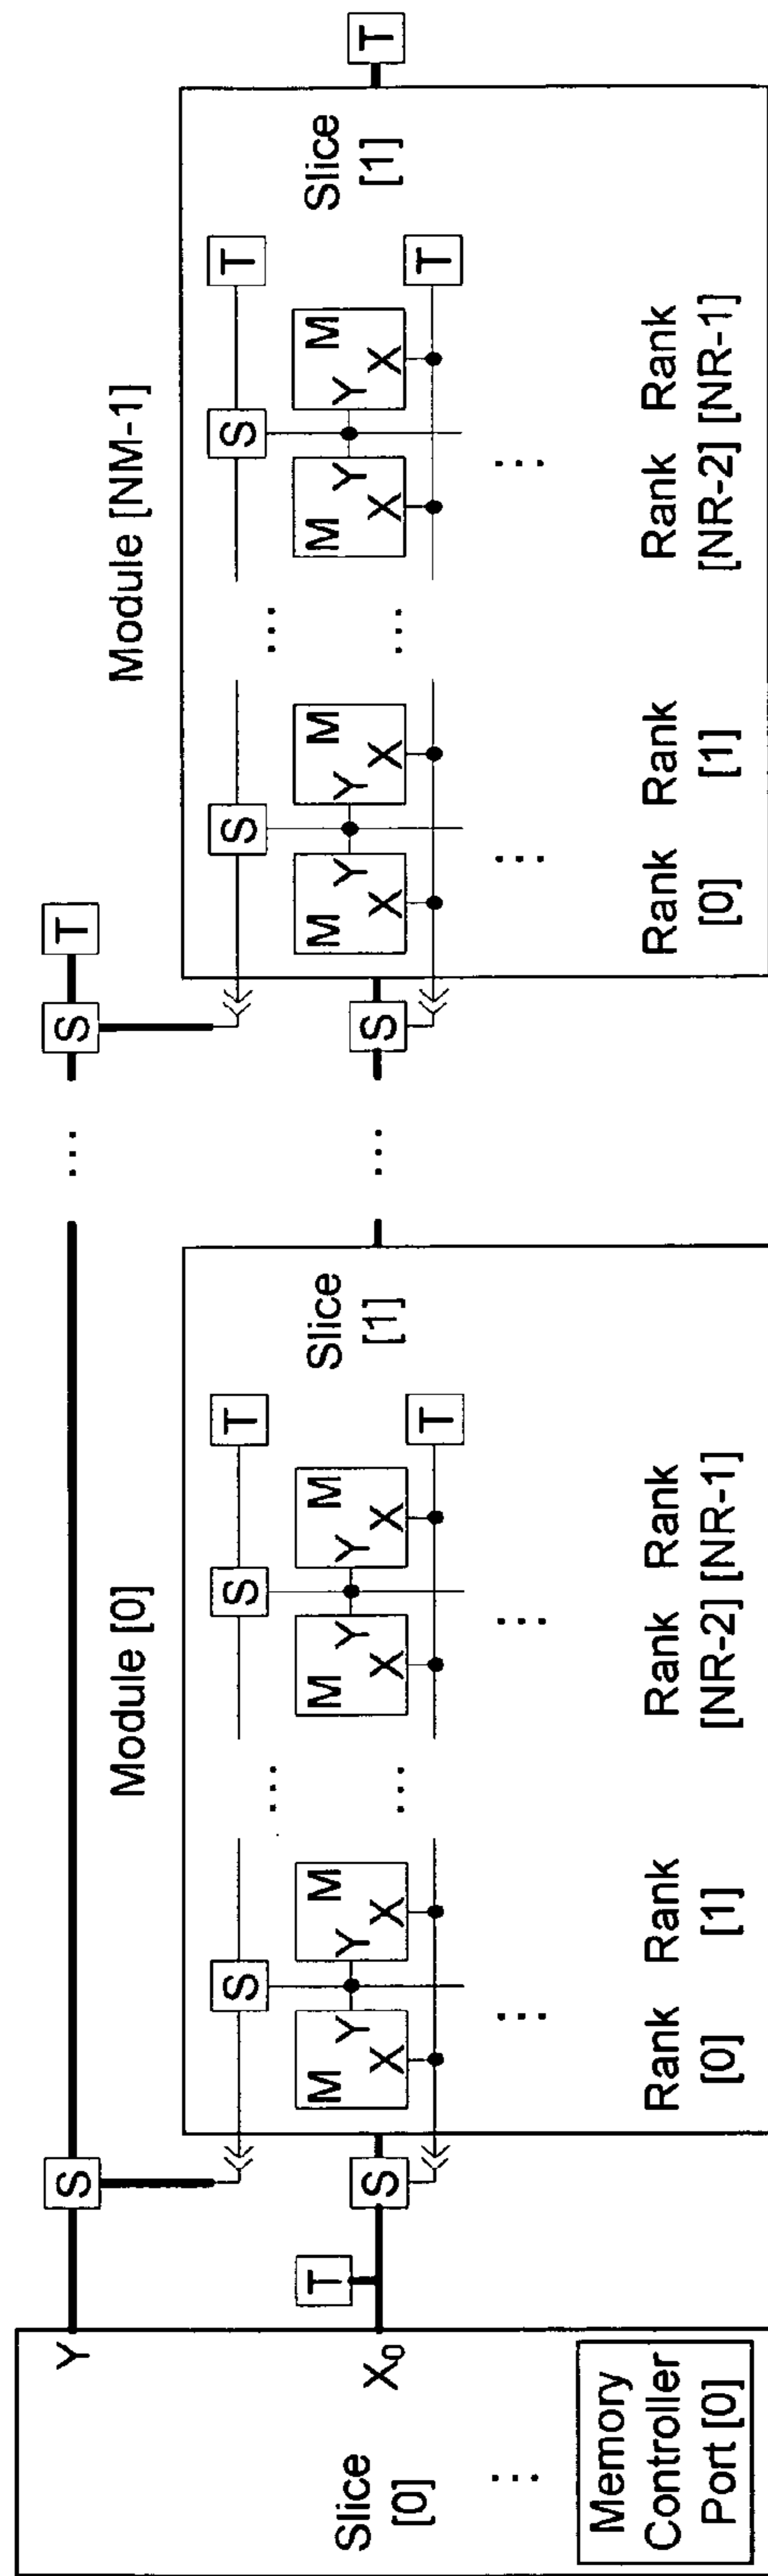 Y
X0
Slice
[0]
...
Memory
Controller
Port [0]
T
S
S
...
...
Module [0]
S
S
T
M
Y
X
Y
M
X
...
...
M
Y
X
Y
M
X
T
Slice
[1]
...
...
Rank
[0]
Rank
[1]
Rank
[NR-2]
Rank
[NR-1]
S
T
S
Module [NM-1]
S
S
T
M
Y
X
Y
M
X
...
...
M
Y
X
Y
M
X
T
Slice
[1]
...
...
Rank
[0]
Rank
[1]
Rank
[NR-2]
Rank
[NR-1]
T